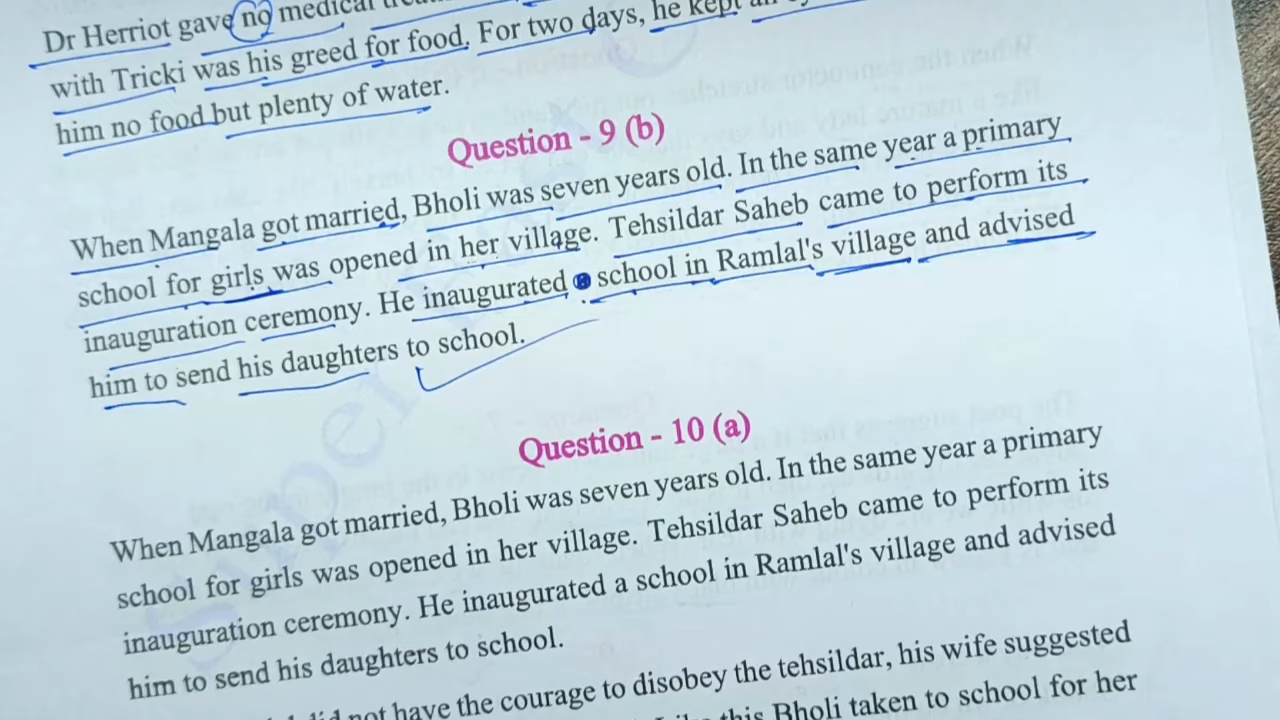 Dr Herriot gave no medical
with Tricki was his greed for food. For two days, he kept
him no food but plenty of water.
Question - 9 (b)
When Mangala got married, Bholi was seven years old. In the same year a primary
school for girls was opened in her village. Tehsildar Saheb came to perform its
inauguration ceremony. He inaugurated school in Ramlal's village and advised
him to send his daughters to school.
Question - 10 (a)
When Mangala got married, Bholi was seven years old. In the same year a primary
school for girls was opened in her village. Tehsildar Saheb came to perform its
inauguration ceremony. He inaugurated a school in Ramlal's village and advised
him to send his daughters to school.
not have the courage to disobey the tehsildar, his wife suggested
this Bholi taken to school for her